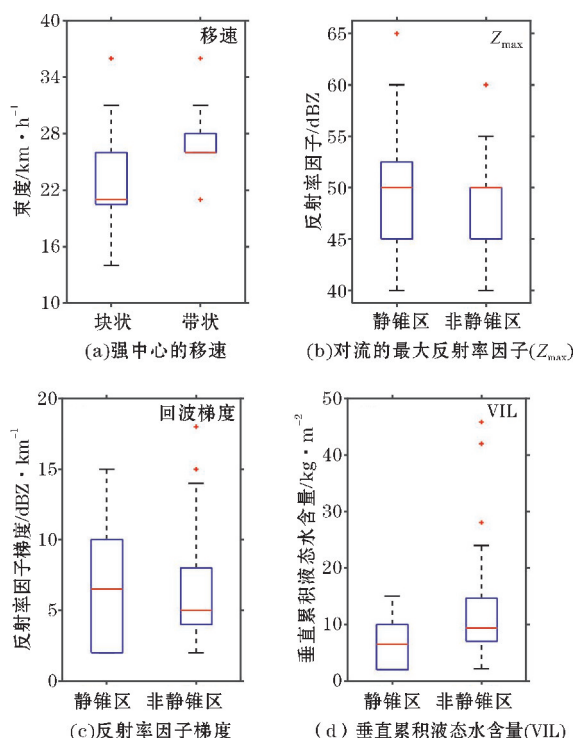 移速
40
34
28
22
16
10
束度/km·h⁻¹
块状 带状
(a)强中心的移速
Zmax
65
60
55
50
45
40
反射率因子/dBZ
静锥区 非静锥区
(b)对流的最大反射率因子(Zmax)
回波梯度
20
15
10
5
0
反射率因子梯度/dBZ·km⁻¹
静锥区 非静锥区
(c)反射率因子梯度
VIL
50
40
30
20
10
0
垂直累积液态水含量/kg·m⁻²
静锥区 非静锥区
(d)垂直累积液态水含量(VIL)